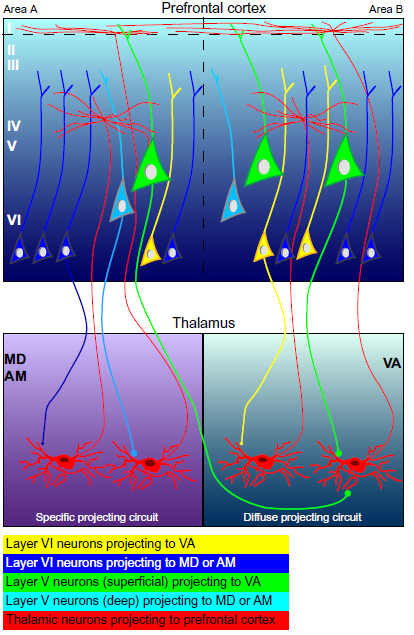 Area A Prefrontal cortex Area B
I
II
III
IV
V
VI
Thalamus
MD
AM
VA
Specific projecting circuit Diffuse projecting circuit
Layer VI neurons projecting to VA
Layer VI neurons projecting to MD or AM
Layer V neurons (superficial) projecting to VA
Layer V neurons (deep) projecting to MD or AM
Thalamic neurons projecting to prefrontal cortex